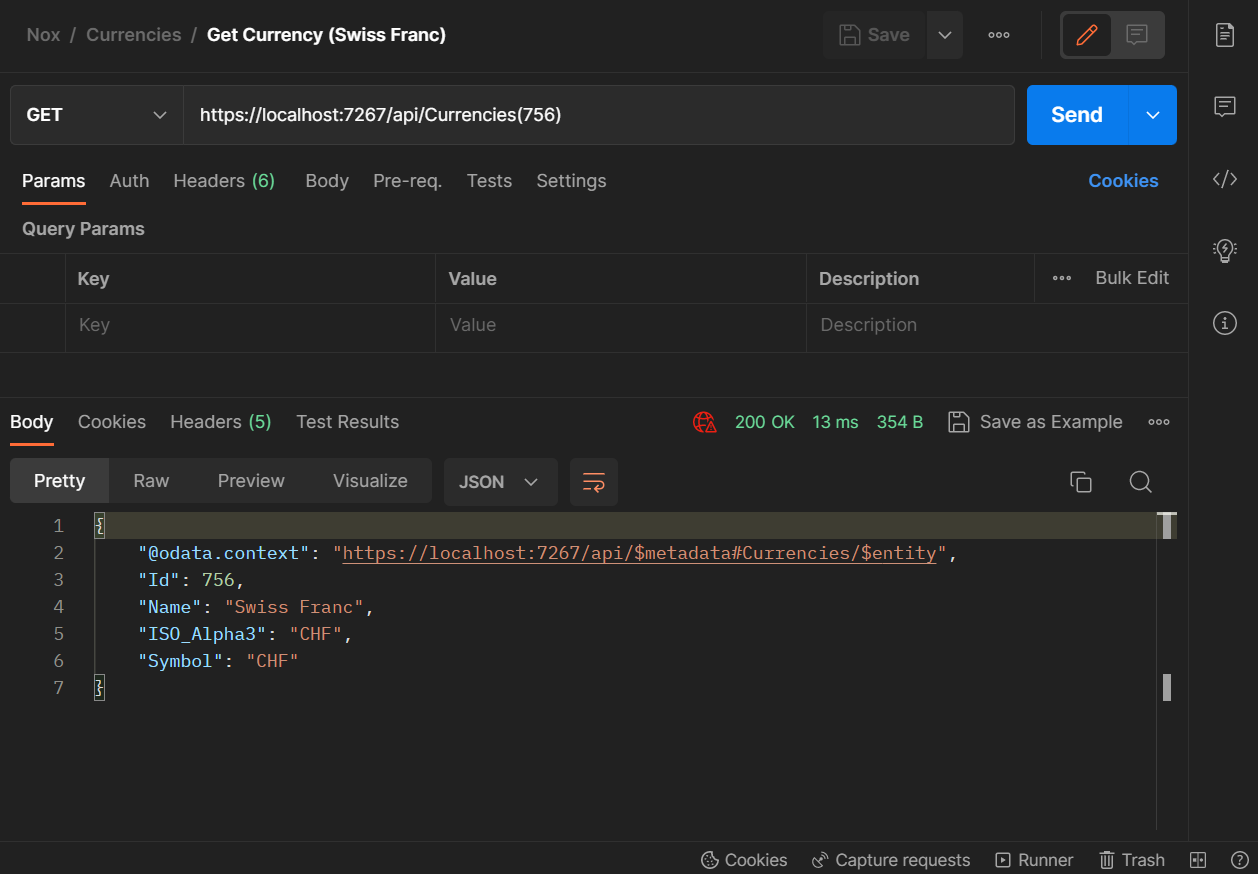 Nox / Currencies / Get Currency (Swiss Franc)
Save
GET
https://localhost:7267/api/Currencies(756)
Send
Params Auth Headers (6) Body Pre-req. Tests Settings Cookies
Query Params
Key Value Description Bulk Edit
Key Value Description
Body Cookies Headers (5) Test Results 200 OK 13 ms 354 B Save as Example
Pretty Raw Preview Visualize JSON
1 {
2 "@odata.context": "https://localhost:7267/api/$metadata#Currencies/$entity",
3 "Id": 756,
4 "Name": "Swiss Franc",
5 "ISO_Alpha3": "CHF",
6 "Symbol": "CHF"
7 }
Cookies Capture requests Runner Trash